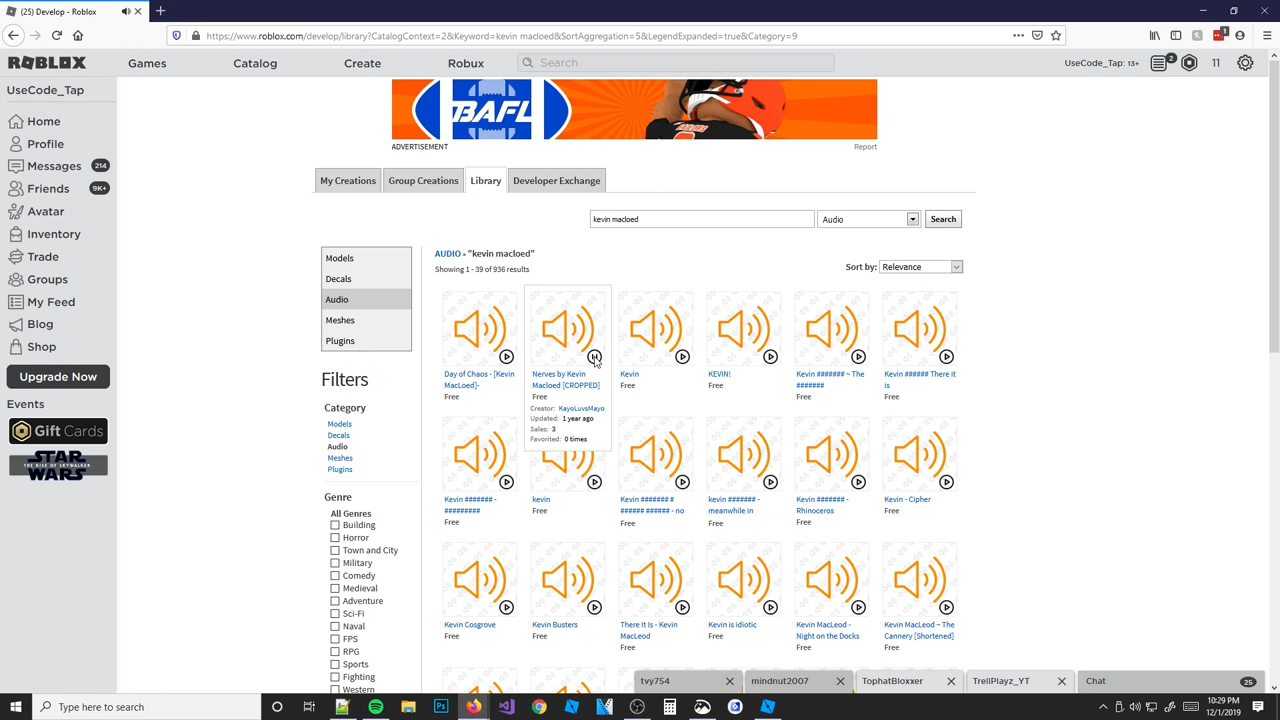 (25) Develop - Roblox
https://www.roblox.com/develop/library?CatalogContext=2&Keyword=kevin macloed&SortAggregation=5&LegendExpanded=true&Category=9
ROBLOX
Games
Catalog
Create
Robux
Search
UseCode_Tap: 13+
2
11
1
UseCode_Tap
Home
Profile
Messages 214
Friends 9K+
Avatar
Inventory
Trade
Groups
My Feed
Blog
Shop
Upgrade Now
Events
Gift Cards
STAR WARS
THE RISE OF SKYWALKER
BAFL
ADVERTISEMENT
Report
My Creations
Group Creations
Library
Developer Exchange
kevin macloed
Audio
Search
Models
Decals
Audio
Meshes
Plugins
Filters
Category
Models
Decals
Audio
Meshes
Plugins
Genre
All Genres
Building
Horror
Town and City
Military
Comedy
Medieval
Adventure
Sci-Fi
Naval
FPS
RPG
Sports
Fighting
Western
AUDIO » "kevin macloed"
Showing 1 - 39 of 936 results
Sort by: Relevance
Day of Chaos - [Kevin
MacLoed]-
Free
Nerves by Kevin
Macloed [CROPPED]
Free
Creator: KayoLuvsMayo
Updated: 1 year ago
Sales: 3
Favorited: 0 times
Kevin
Free
KEVIN!
Free
Kevin ####### ~ The
#######
Free
Kevin ###### There it
is
Free
Kevin ####### -
#########
Free
kevin
Free
Kevin ####### #
###### ###### - no
Free
kevin ####### -
meanwhile in
Free
Kevin ####### -
Rhinoceros
Free
Kevin - Cipher
Free
Kevin Cosgrove
Free
Kevin Busters
Free
There It Is - Kevin
MacLeod
Free
Kevin is idiotic
Free
Kevin MacLeod -
Night on the Docks
Free
Kevin MacLeod ~ The
Cannery [Shortened]
Free
tvy754
mindnut2007
TophatBloxxer
TrellPlayz_YT
Chat
25
Type here to search
10:29 PM
12/1/2019